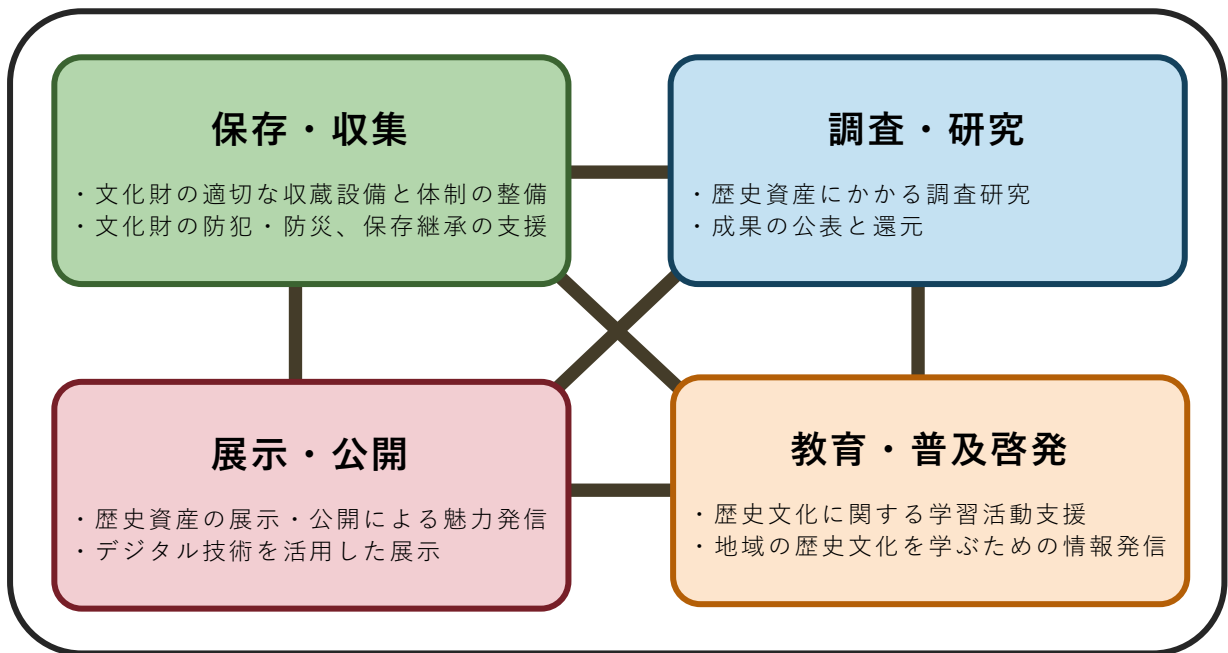 保存・収集
・文化財の適切な収蔵設備と体制の整備
・文化財の防犯・防災、保存継承の支援
調査・研究
・歴史資産にかかる調査研究
・成果の公表と還元
展示・公開
・歴史資産の展示・公開による魅力発信
・デジタル技術を活用した展示
教育・普及啓発
・歴史文化に関する学習活動支援
・地域の歴史文化を学ぶための情報発信